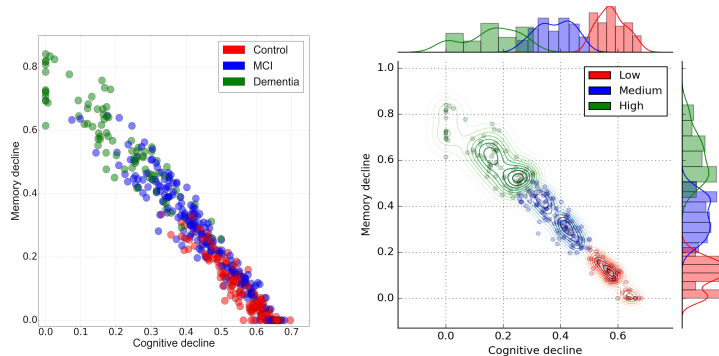 Control
MCI
Dementia
0.8
0.6
0.4
0.2
0.0
Memory decline
0.0 0.1 0.2 0.3 0.4 0.5 0.6 0.7
Cognitive decline
Low
Medium
High
1.0
0.8
0.6
0.4
0.2
0.0
Memory decline
0.0 0.2 0.4 0.6
Cognitive decline